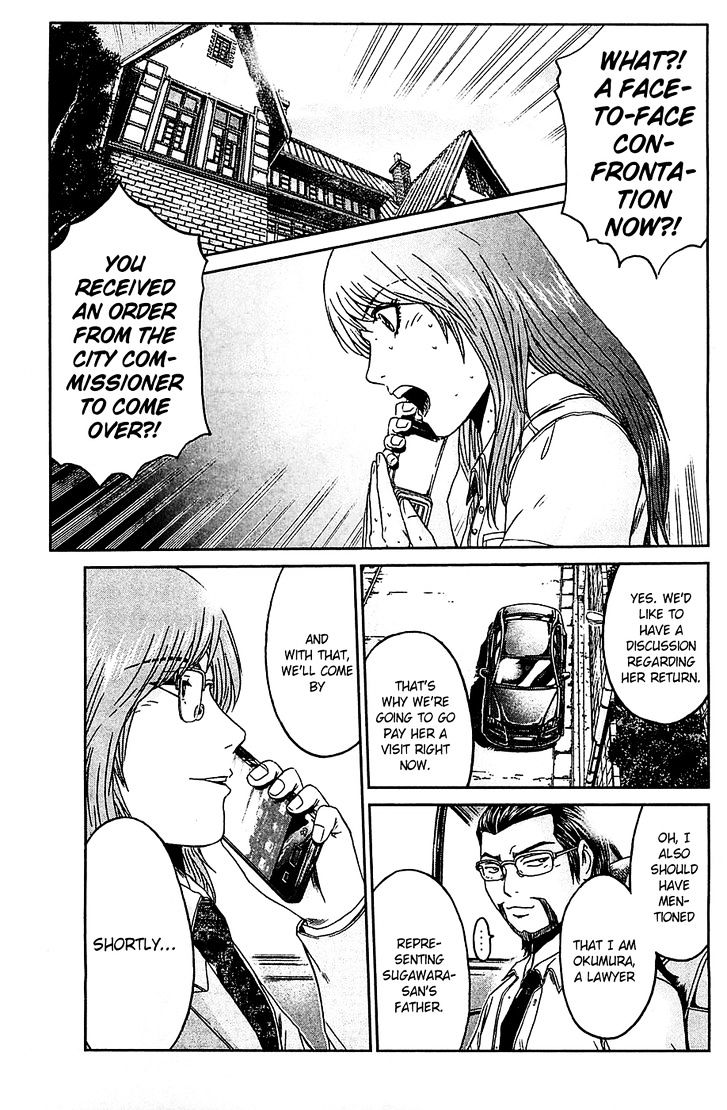 WHAT?!
A FACE-
TO-FACE
CON-
FRONTA-
TION
NOW?!
YOU
RECEIVED
AN ORDER
FROM THE
CITY COM-
MISSIONER
TO COME
OVER?!
YES. WE'D
LIKE TO
HAVE A
DISCUSSION
REGARDING
HER RETURN.
THAT'S
WHY WE'RE
GOING TO GO
PAY HER A
VISIT RIGHT
NOW.
OH, I
ALSO
SHOULD
HAVE
MEN-
TIONED
THAT I AM
OKUMURA,
A LAWYER
REPRE-
SENTING
SUGAWARA-
SAN'S
FATHER.
....
AND
WITH THAT,
WE'LL COME
BY
SHORTLY...